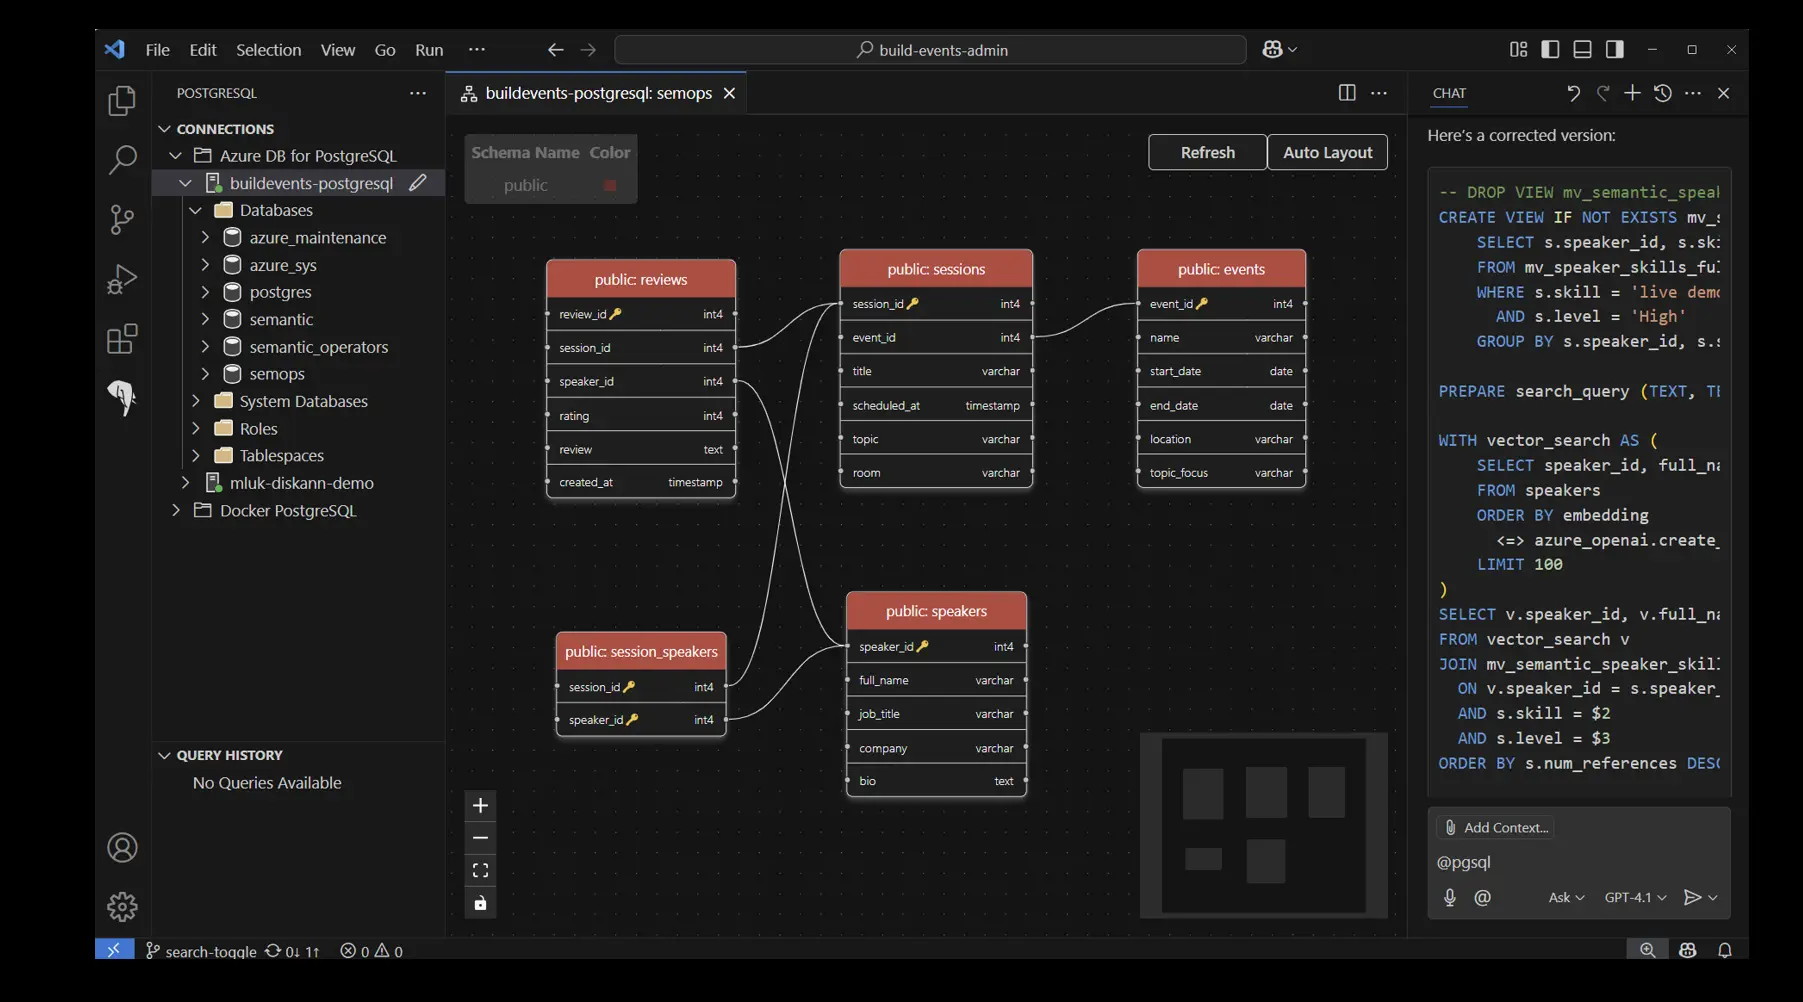 File Edit Selection View Go Run ···
build-events-admin
POSTGRESQL ···
CONNECTIONS
Azure DB for PostgreSQL
buildevents-postgresql
Databases
azure_maintenance
azure_sys
postgres
semantic
semantic_operators
semops
System Databases
Roles
Tablespaces
mluk-diskann-demo
Docker PostgreSQL
QUERY HISTORY
No Queries Available
buildevents-postgresql: semops
Schema Name Color
public
Refresh
Auto Layout
public: reviews
review_id int4
session_id int4
speaker_id int4
rating int4
review text
created_at timestamp
public: sessions
session_id int4
event_id int4
title varchar
scheduled_at timestamp
topic varchar
room varchar
public: events
event_id int4
name varchar
start_date date
end_date date
location varchar
topic_focus varchar
public: session_speakers
session_id int4
speaker_id int4
public: speakers
speaker_id int4
full_name varchar
job_title varchar
company varchar
bio text
CHAT
Here's a corrected version:
-- DROP VIEW mv_semantic_speak
CREATE VIEW IF NOT EXISTS mv_s
SELECT s.speaker_id, s.ski
FROM mv_speaker_skills_ful
WHERE s.skill = 'live demo
AND s.level = 'High'
GROUP BY s.speaker_id, s.s
PREPARE search_query (TEXT, TE
WITH vector_search AS (
SELECT speaker_id, full_na
FROM speakers
ORDER BY embedding
<=> azure_openai.create_
LIMIT 100
)
SELECT v.speaker_id, v.full_na
FROM vector_search v
JOIN mv_semantic_speaker_skill
ON v.speaker_id = s.speaker_
AND s.skill = $2
AND s.level = $3
ORDER BY s.num_references DESC
Add Context...
@pgsql
Ask GPT-4.1
search-toggle 0↓ 1↑ 0 0